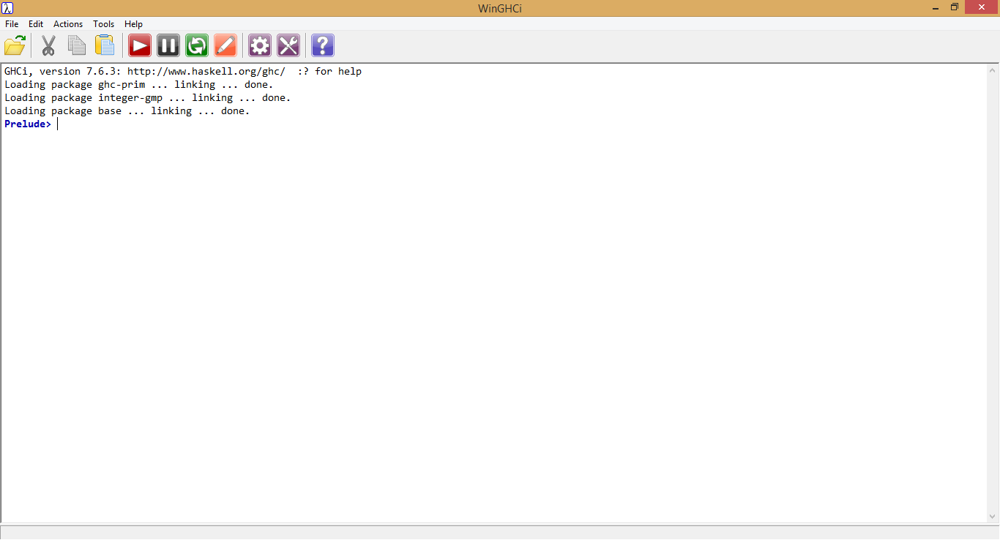 WinGHCi
File Edit Actions Tools Help
GHCi, version 7.6.3: http://www.haskell.org/ghc/  :? for help
Loading package ghc-prim ... linking ... done.
Loading package integer-gmp ... linking ... done.
Loading package base ... linking ... done.
Prelude>